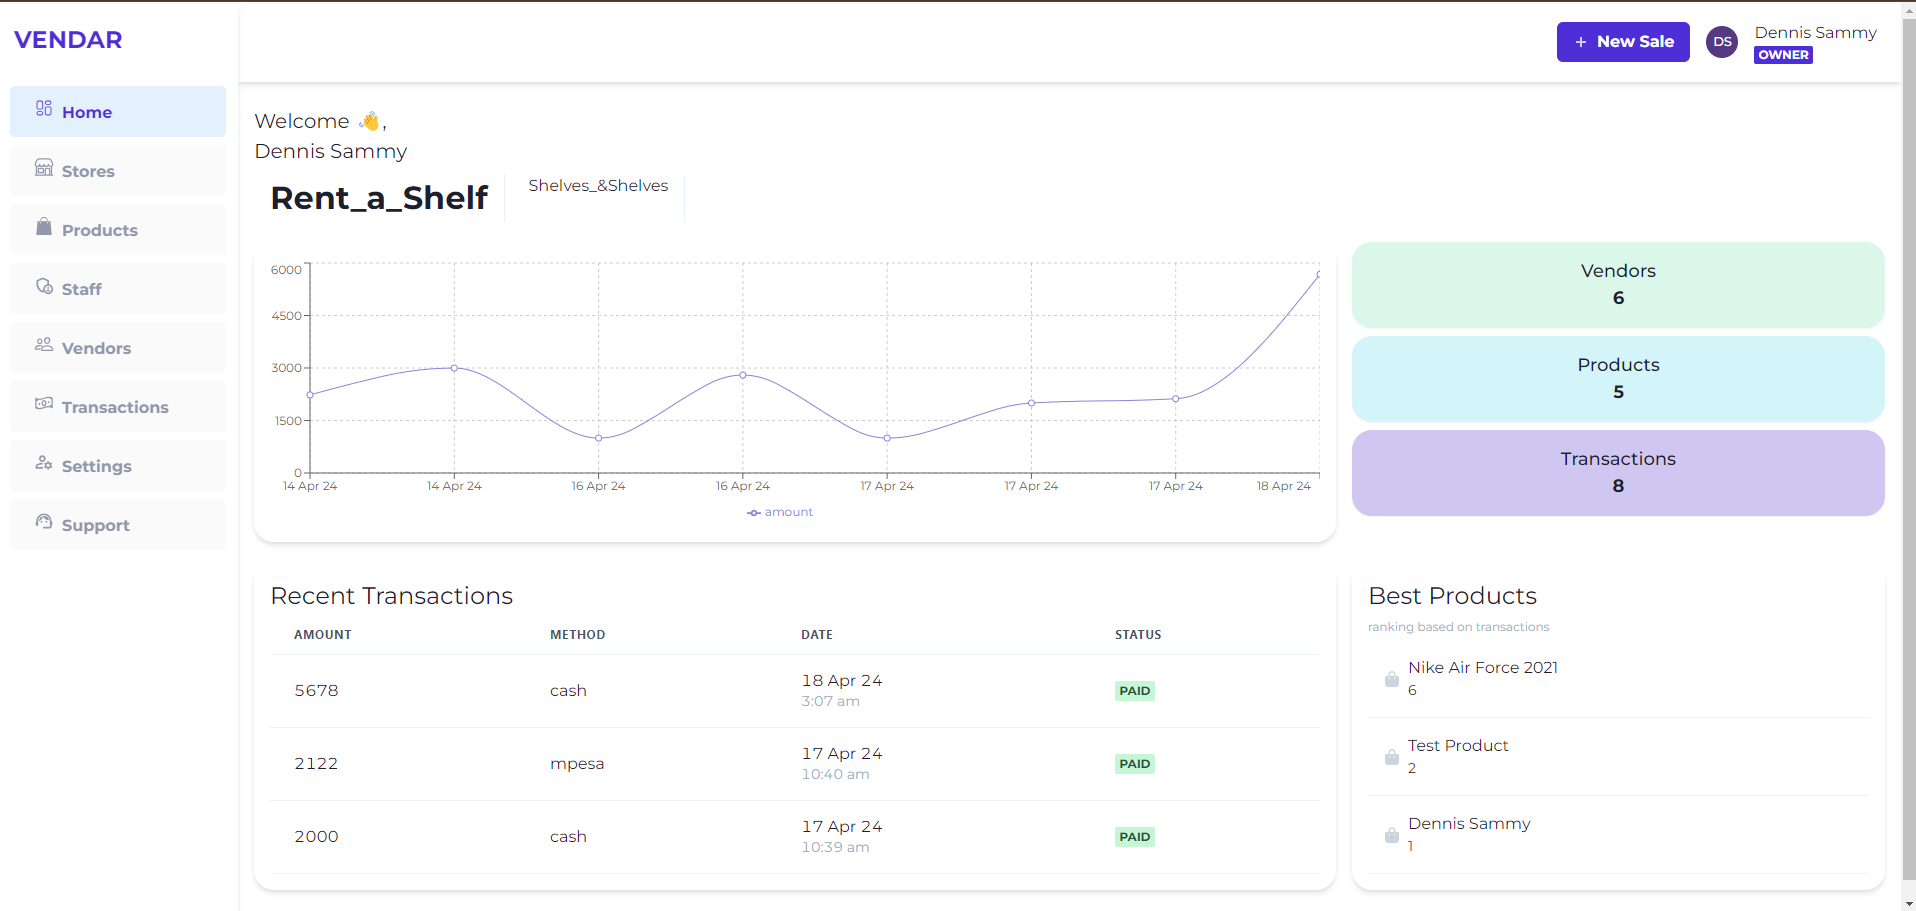 VENDAR
+ New Sale
DS
Dennis Sammy
OWNER
Home
Stores
Products
Staff
Vendors
Transactions
Settings
Support
Welcome 👋,
Dennis Sammy
Rent_a_Shelf
Shelves_&Shelves
6000
4500
3000
1500
0
14 Apr 24 14 Apr 24 16 Apr 24 16 Apr 24 17 Apr 24 17 Apr 24 17 Apr 24 18 Apr 24
amount
Vendors
6
Products
5
Transactions
8
Recent Transactions
AMOUNT METHOD DATE STATUS
5678 cash 18 Apr 24 PAID
3:07 am
2122 mpesa 17 Apr 24 PAID
10:40 am
2000 cash 17 Apr 24 PAID
10:39 am
Best Products
ranking based on transactions
Nike Air Force 2021
6
Test Product
2
Dennis Sammy
1